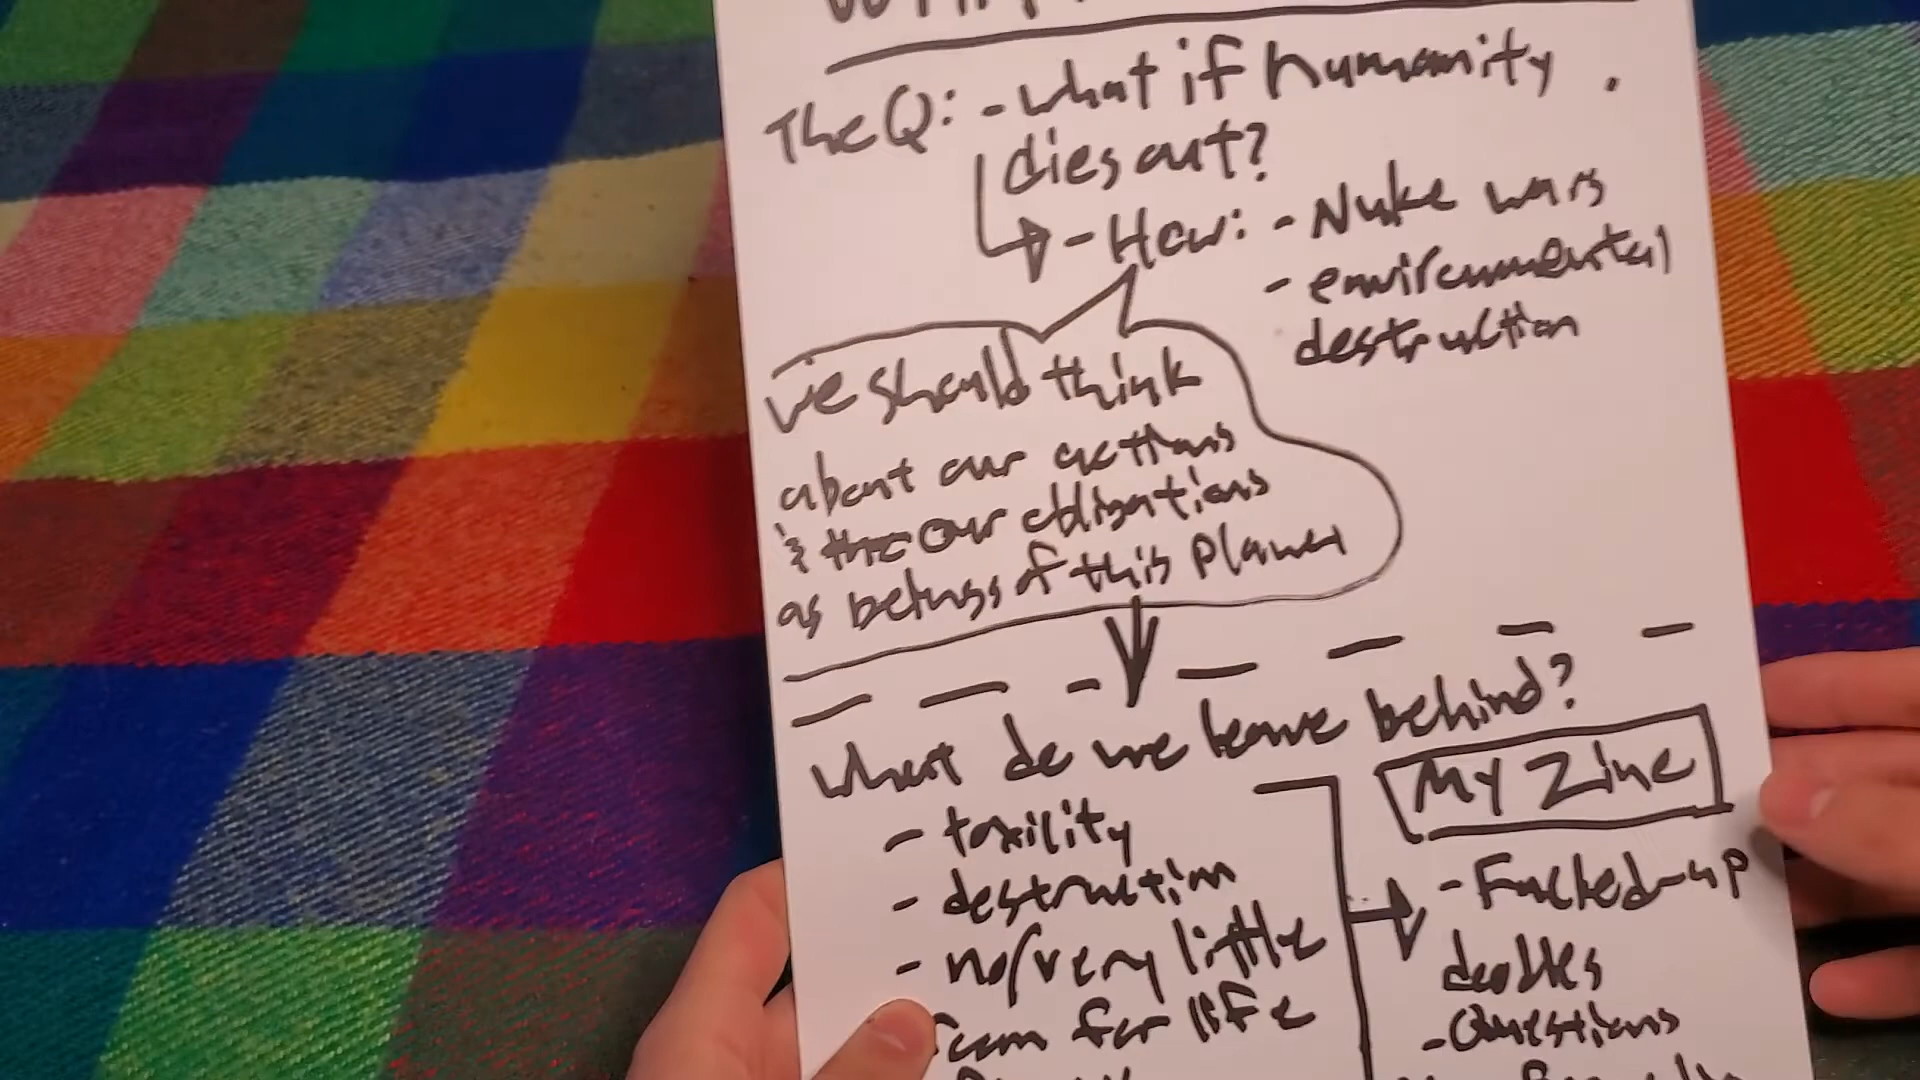 The Q: - what if humanity
dies out?
- How: - Nuke wars
- environmental
destruction
we should think
about our actions
& the our obligations
as beings of this planet
what do we leave behind?
- toxility
- destruction
- no/very little
room for life
My Zine
- Fucked-up
doodles
- Questions